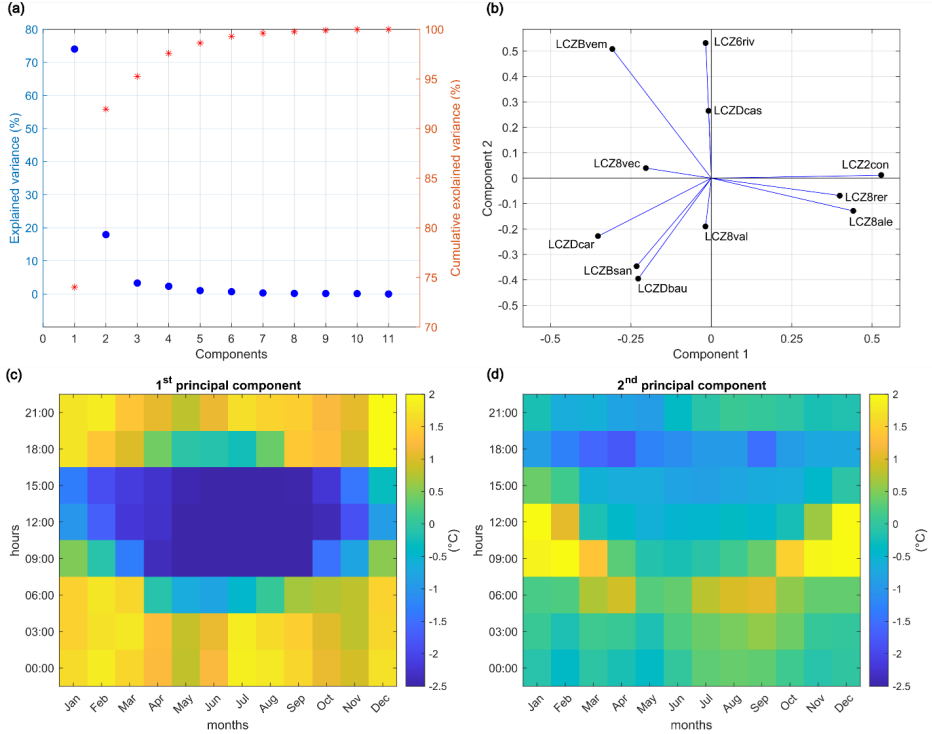 (a)
80
70
60
50
40
30
20
10
0
Explained variance (%)
100
95
90
85
80
75
70
Cumulative explained variance (%)
0 1 2 3 4 5 6 7 8 9 10 11
Components
(b)
0.5
0.4
0.3
0.2
0.1
0
-0.1
-0.2
-0.3
-0.4
-0.5
Component 2
LCZBvem
LCZ6riv
LCZDcas
LCZ8vec
LCZ2con
LCZ8rer
LCZ8ale
LCZDcar
LCZ8val
LCZBsan
LCZDbau
-0.5 -0.25 0 0.25 0.5
Component 1
(c)
1st principal component
21:00
18:00
15:00
12:00
09:00
06:00
03:00
00:00
hours
Jan Feb Mar Apr May Jun Jul Aug Sep Oct Nov Dec
months
2
1.5
1
0.5
0
-0.5
-1
-1.5
-2
-2.5
(°C)
(d)
2nd principal component
21:00
18:00
15:00
12:00
09:00
06:00
03:00
00:00
hours
Jan Feb Mar Apr May Jun Jul Aug Sep Oct Nov Dec
months
2
1.5
1
0.5
0
-0.5
-1
-1.5
-2
-2.5
(°C)